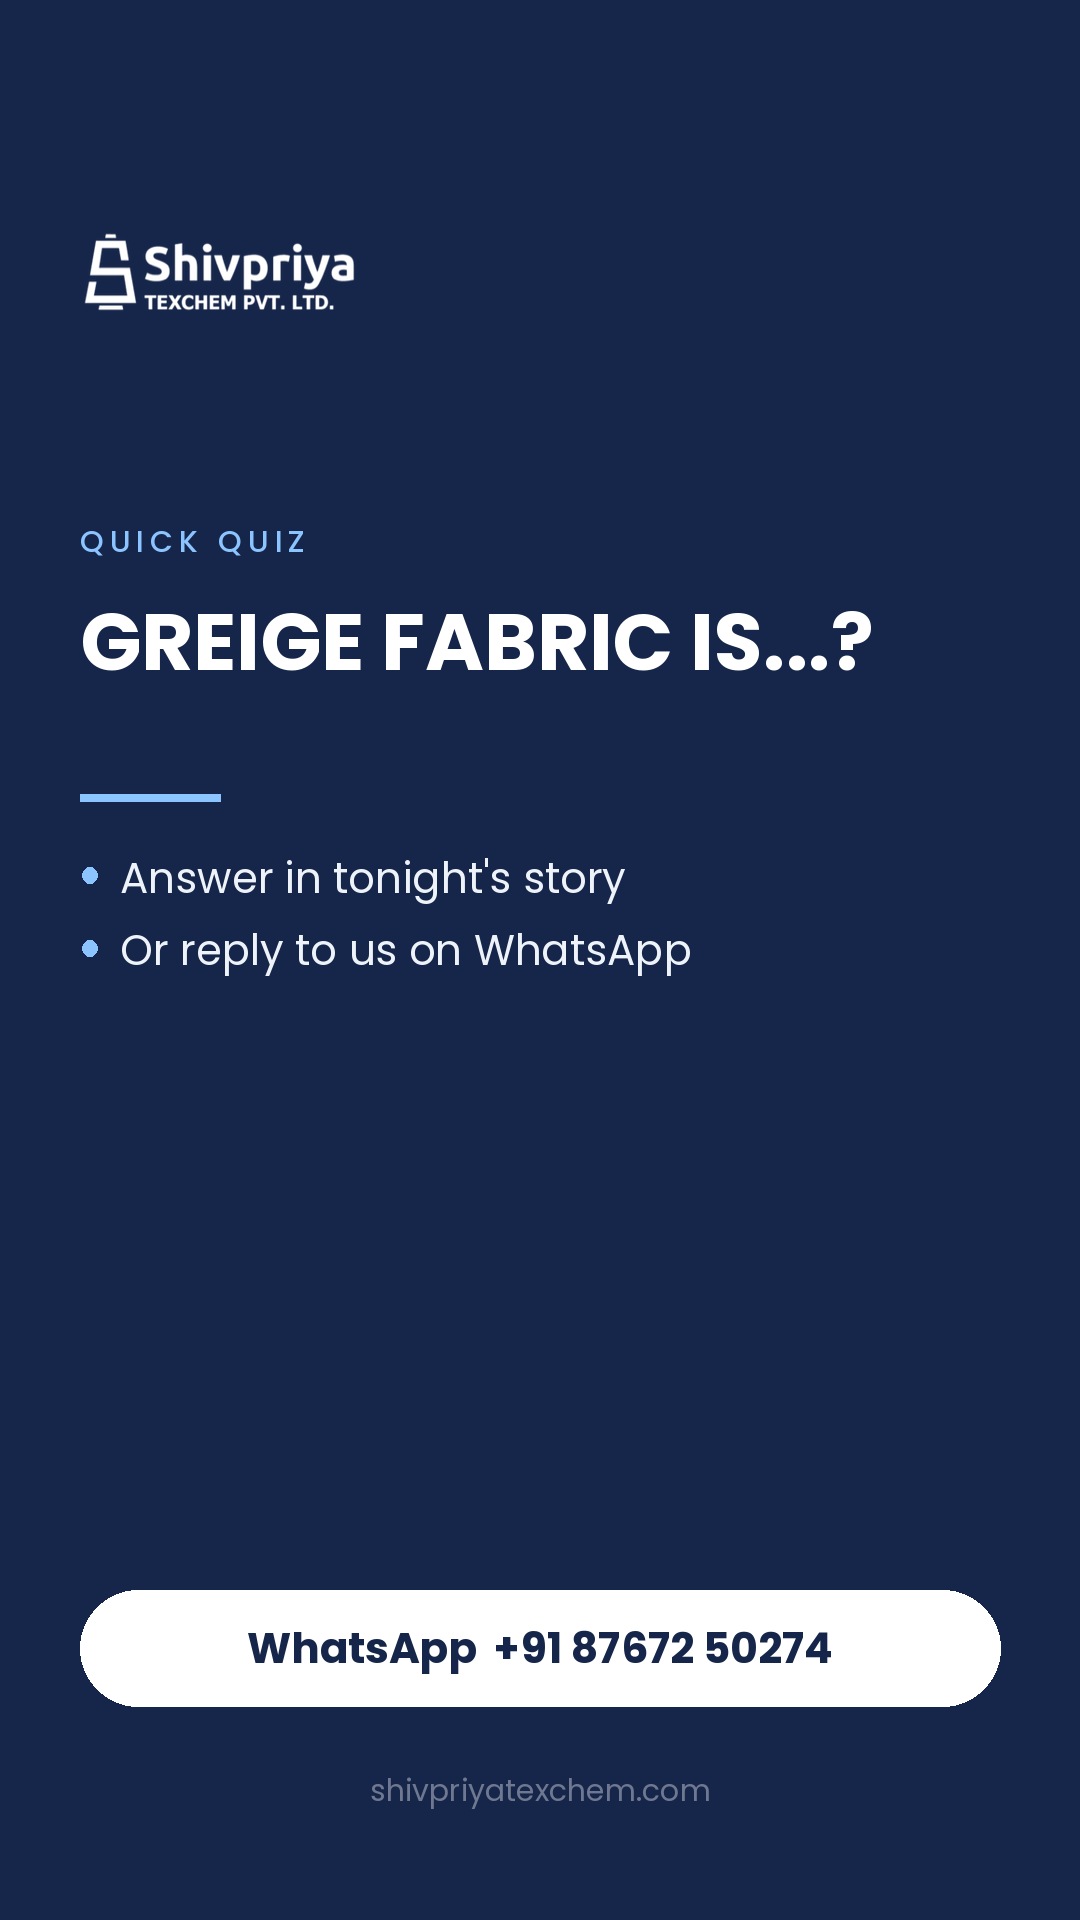 Shivpriya
TEXCHEM PVT. LTD.
QUICK QUIZ
GREIGE FABRIC IS...?
Answer in tonight's story
Or reply to us on WhatsApp
WhatsApp +91 87672 50274
shivpriyatexchem.com